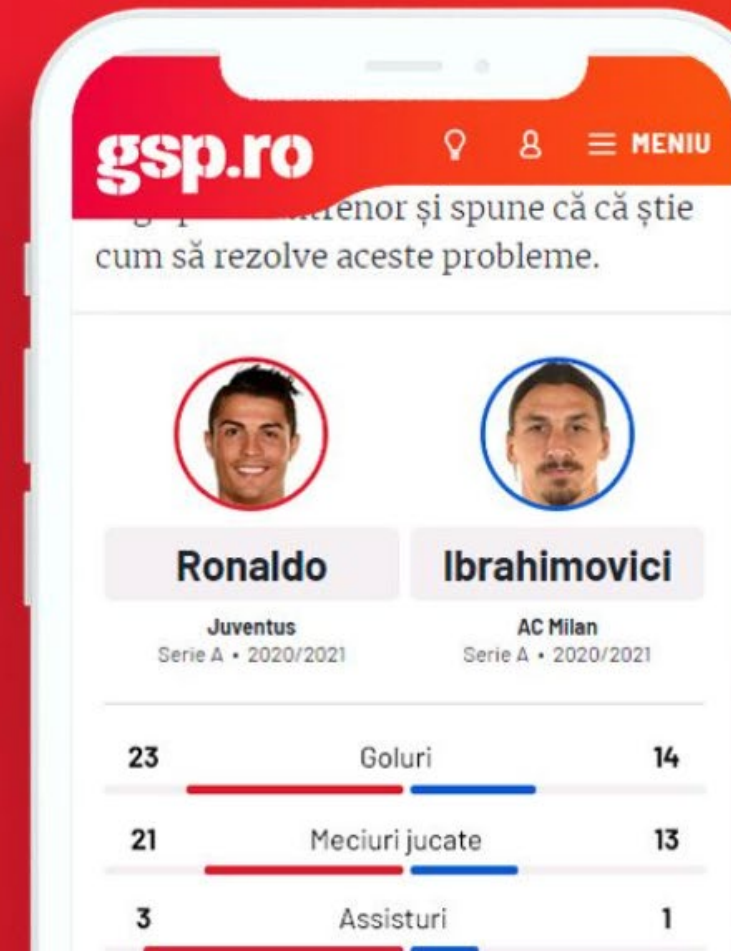 gsp.ro
MENIU
și spune că că știe
cum să rezolve aceste probleme.
Ronaldo
Ibrahimovici
Juventus
AC Milan
Serie A • 2020/2021
Serie A • 2020/2021
23 Goluri 14
21 Meciuri jucate 13
3 Assisturi 1